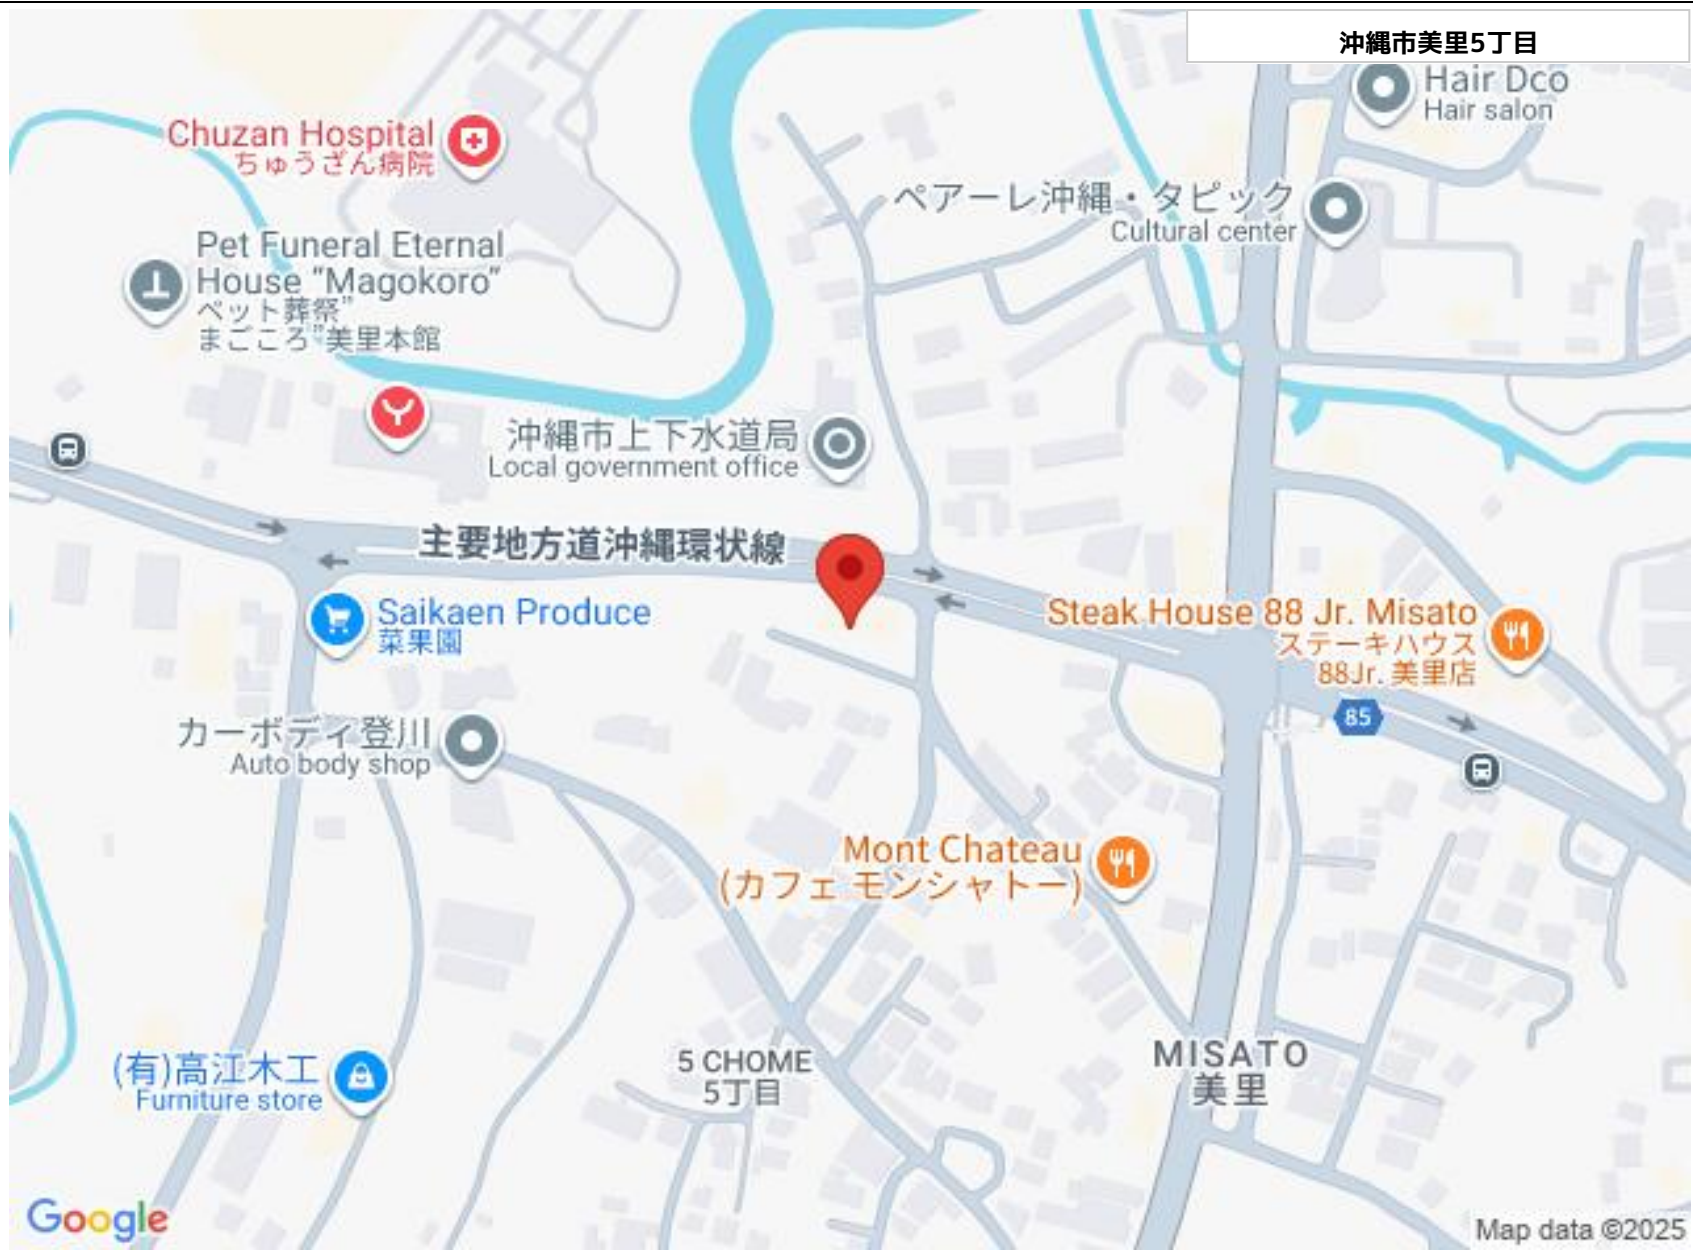 沖縄市美里5丁目
Hair Dco
Hair salon
Chuzan Hospital
ちゅうざん病院
ペアーレ沖縄・タピック
Cultural center
Pet Funeral Eternal
House “Magokoro”
ペット葬祭”
まごころ”美里本館
沖縄市上下水道局
Local government office
主要地方道沖縄環状線
Saikaen Produce
菜果園
Steak House 88 Jr. Misato
ステーキハウス
88Jr. 美里店
85
カーボディ登川
Auto body shop
Mont Chateau
(カフェ モンシャトー)
5 CHOME
5丁目
MISATO
美里
(有)高江木工
Furniture store
Google
Map data ©2025